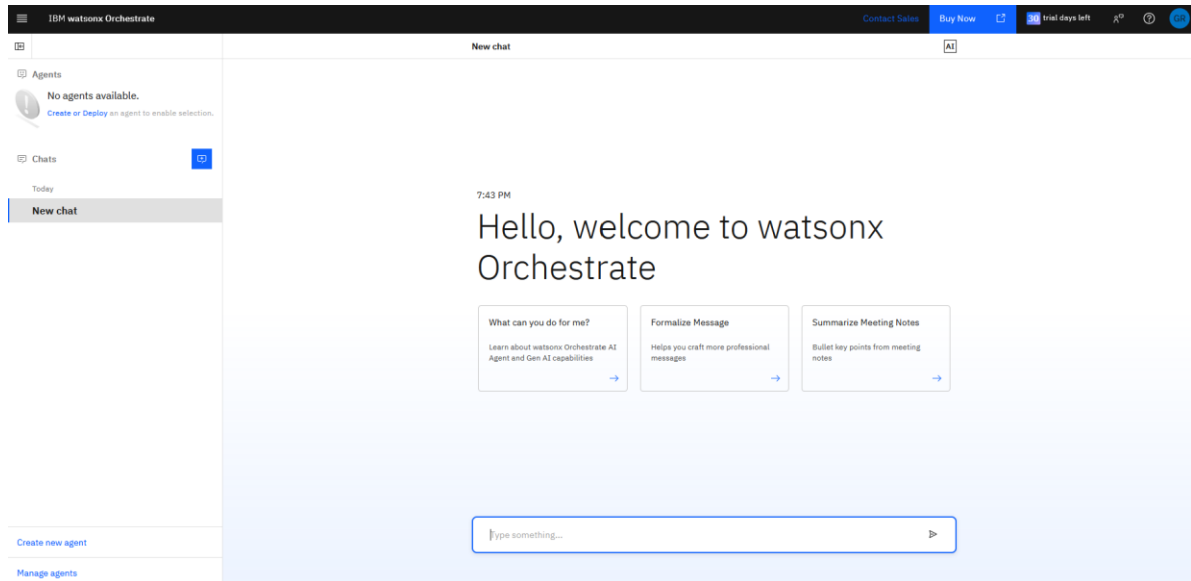 IBM watsonx Orchestrate
Contact Sales
Buy Now
30 trial days left
GR
New chat
AI
Agents
No agents available.
Create or Deploy an agent to enable selection.
Chats
Today
New chat
7:43 PM
Hello, welcome to watsonx
Orchestrate
What can you do for me?
Learn about watsonx Orchestrate AI
Agent and Gen AI capabilities
Formalize Message
Helps you craft more professional
messages
Summarize Meeting Notes
Bullet key points from meeting
notes
Type something...
Create new agent
Manage agents